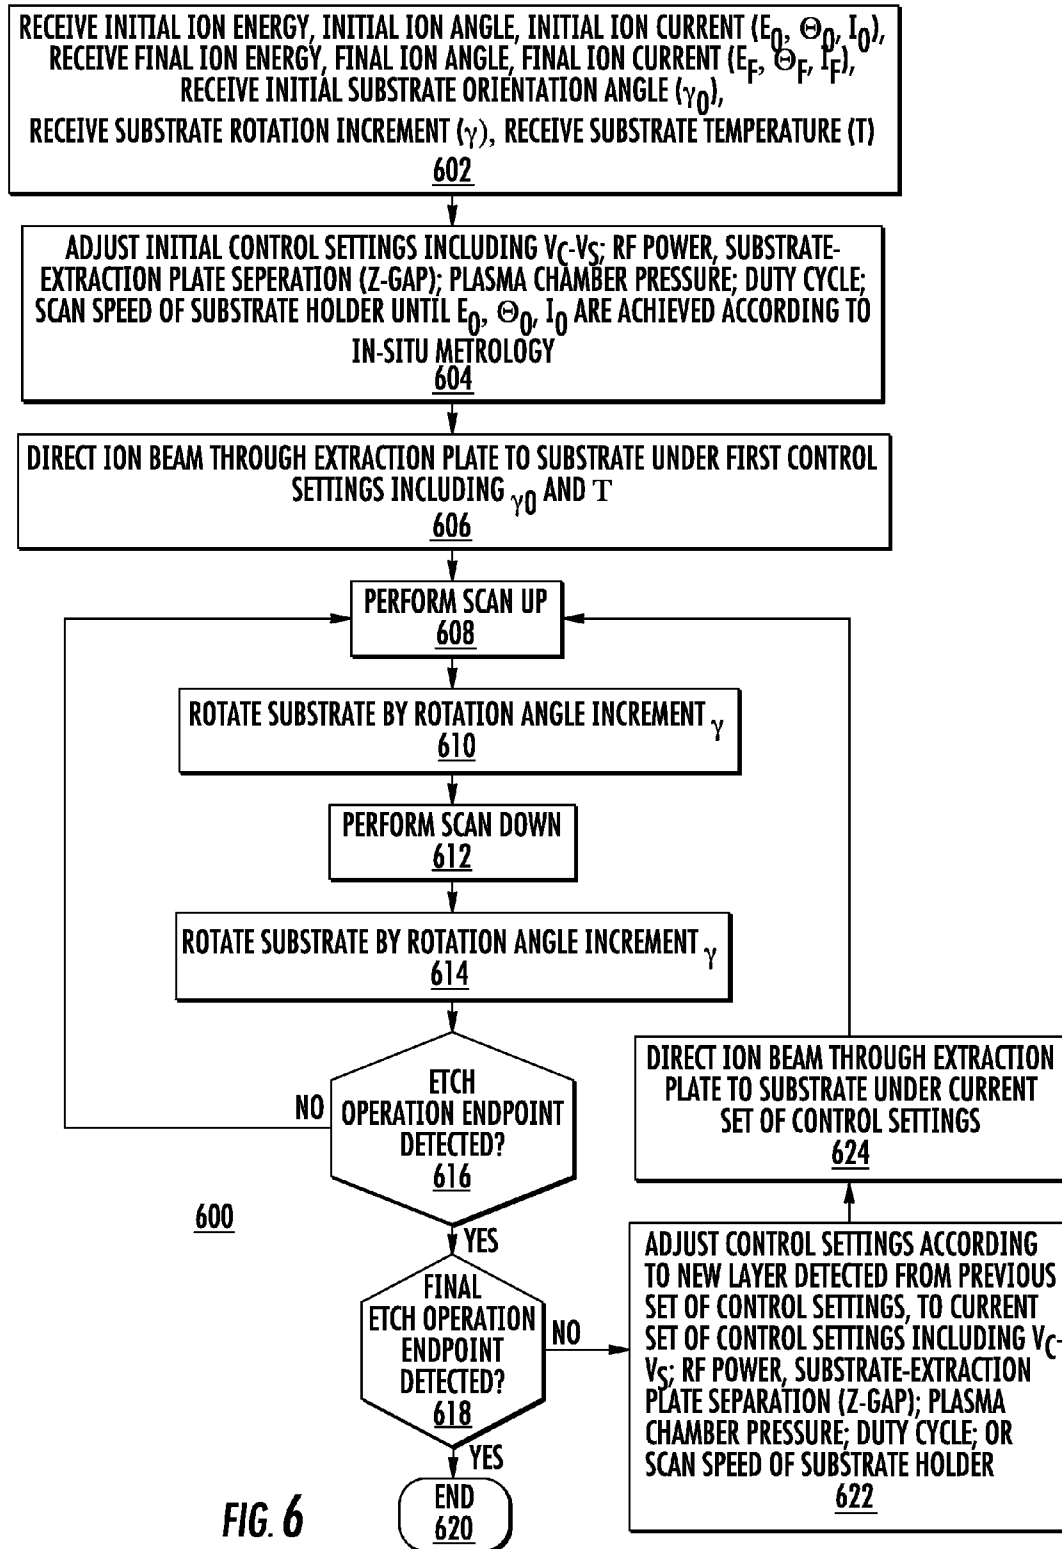 RECEIVE INITIAL ION ENERGY, INITIAL ION ANGLE, INITIAL ION CURRENT (E0, Θ0, I0),
RECEIVE FINAL ION ENERGY, FINAL ION ANGLE, FINAL ION CURRENT (EF, ΘF, IF),
RECEIVE INITIAL SUBSTRATE ORIENTATION ANGLE (γ0),
RECEIVE SUBSTRATE ROTATION INCREMENT (γ), RECEIVE SUBSTRATE TEMPERATURE (T)
602
ADJUST INITIAL CONTROL SETTINGS INCLUDING VC-VS; RF POWER, SUBSTRATE-
EXTRACTION PLATE SEPERATION (Z-GAP); PLASMA CHAMBER PRESSURE; DUTY CYCLE;
SCAN SPEED OF SUBSTRATE HOLDER UNTIL E0, Θ0, I0 ARE ACHIEVED ACCORDING TO
IN-SITU METROLOGY
604
DIRECT ION BEAM THROUGH EXTRACTION PLATE TO SUBSTRATE UNDER FIRST CONTROL
SETTINGS INCLUDING γ0 AND T
606
PERFORM SCAN UP
608
ROTATE SUBSTRATE BY ROTATION ANGLE INCREMENT γ
610
PERFORM SCAN DOWN
612
ROTATE SUBSTRATE BY ROTATION ANGLE INCREMENT γ
614
ETCH
OPERATION ENDPOINT
DETECTED?
616
NO
YES
FINAL
ETCH OPERATION
ENDPOINT
DETECTED?
618
NO
YES
END
620
ADJUST CONTROL SETTINGS ACCORDING
TO NEW LAYER DETECTED FROM PREVIOUS
SET OF CONTROL SETTINGS, TO CURRENT
SET OF CONTROL SETTINGS INCLUDING VC-
VS; RF POWER, SUBSTRATE-EXTRACTION
PLATE SEPARATION (Z-GAP); PLASMA
CHAMBER PRESSURE; DUTY CYCLE; OR
SCAN SPEED OF SUBSTRATE HOLDER
622
DIRECT ION BEAM THROUGH EXTRACTION
PLATE TO SUBSTRATE UNDER CURRENT
SET OF CONTROL SETTINGS
624
600
FIG. 6